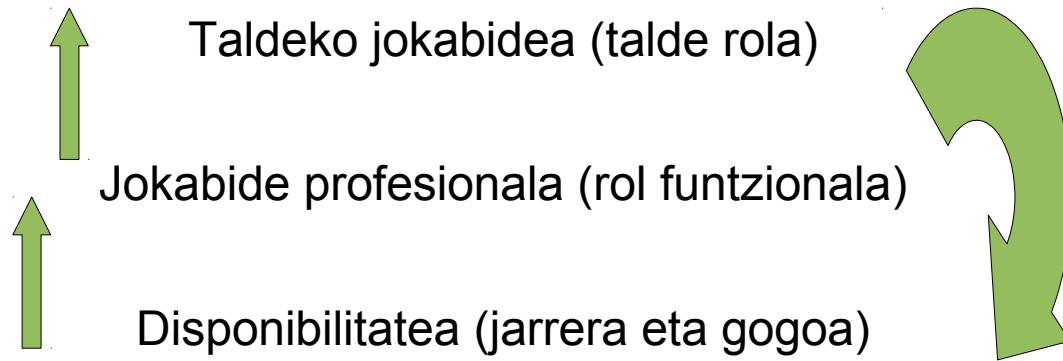 Taldeko jokabidea (talde rola)
Jokabide profesionala (rol funtzionala)
Disponibilitatea (jarrera eta gogoa)